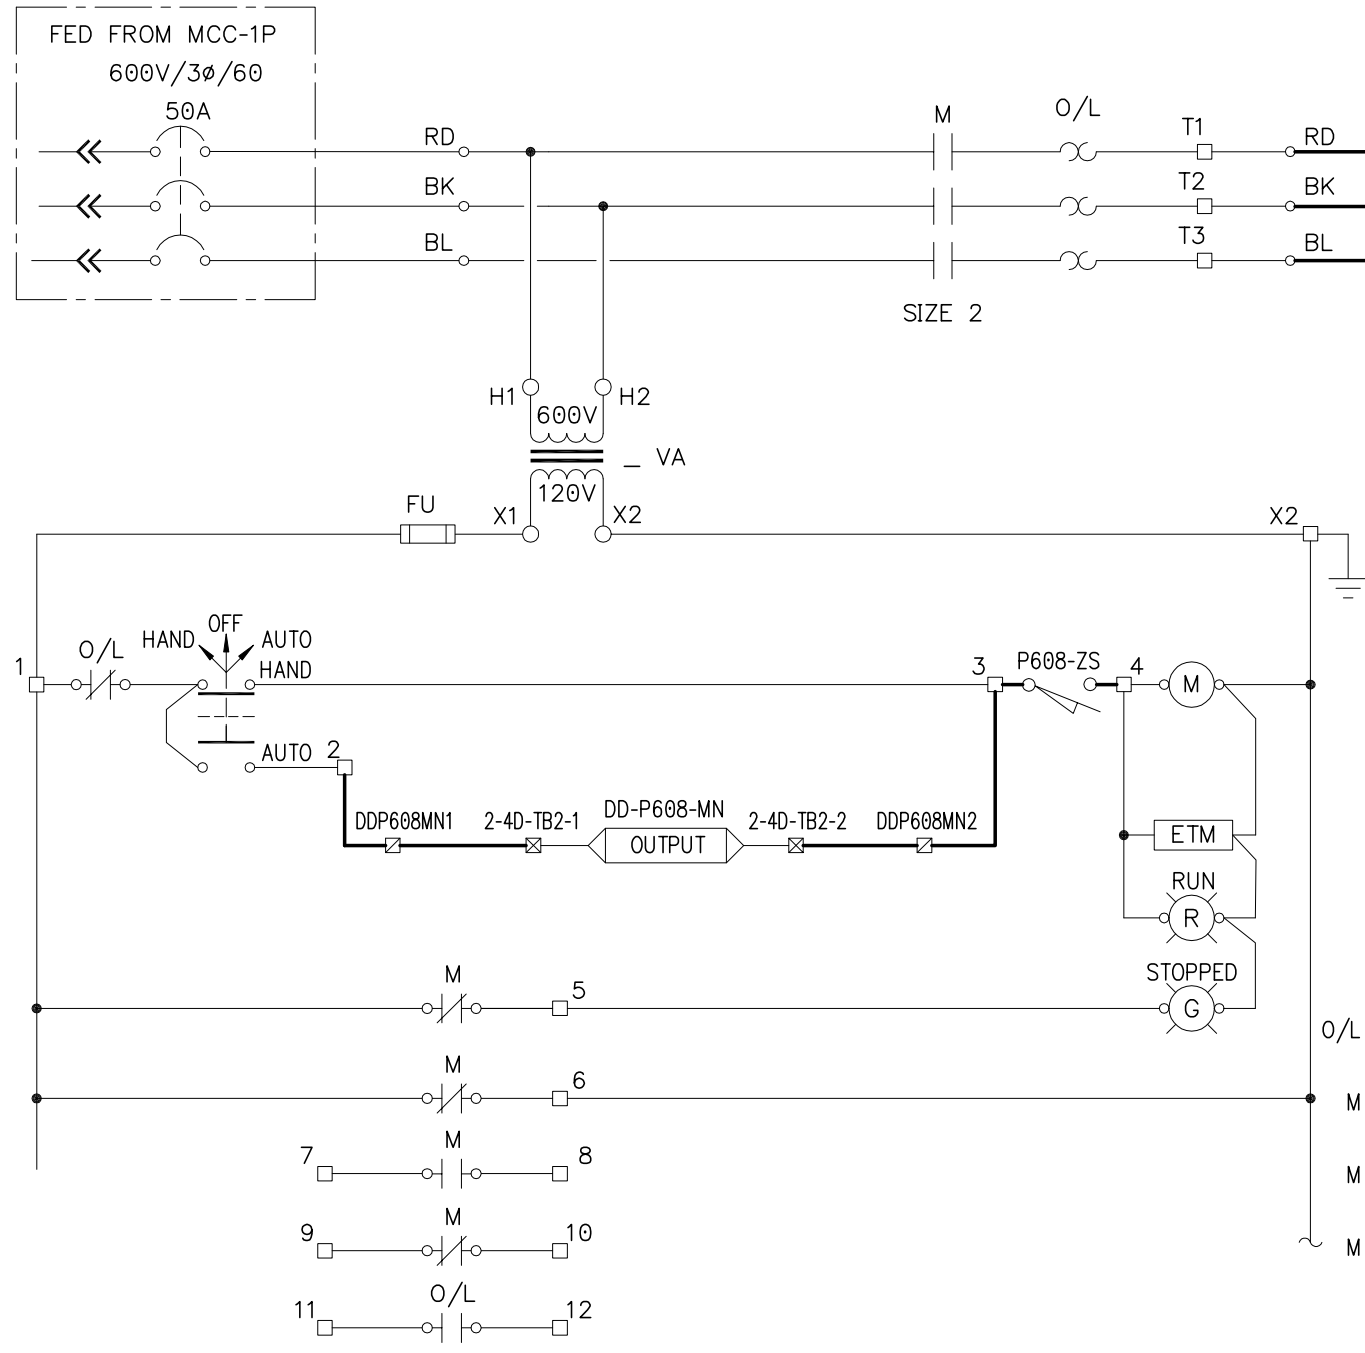 FED FROM MCC-1P
600V/3ø/60
50A
RD
BK
BL
M
O/L
T1
T2
T3
RD
BK
BL
SIZE 2
H1
H2
600V
_ VA
120V
FU
X1
X2
X2
1
O/L
HAND
OFF
AUTO
HAND
AUTO
2
3
P608-ZS
4
M
DDP608MN1
2-4D-TB2-1
DD-P608-MN
OUTPUT
2-4D-TB2-2
DDP608MN2
ETM
RUN
R
STOPPED
G
M
5
O/L
M
6
M
7
M
8
M
9
M
10
M
11
O/L
12